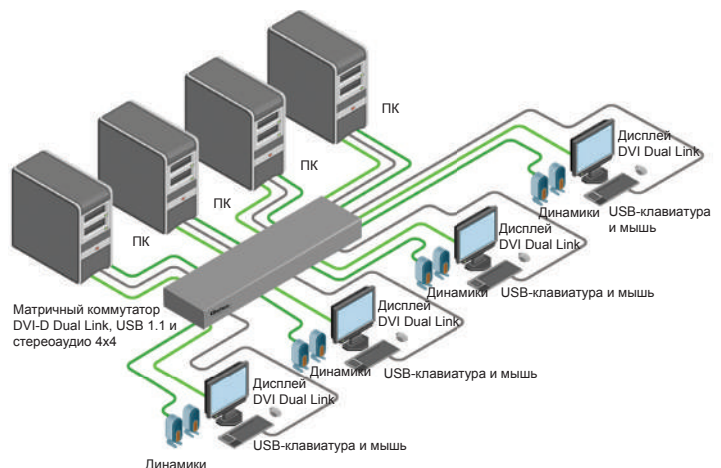 ПК
Дисплей
DVI Dual Link
ПК
Динамики
USB-клавиатура
и мышь
ПК
Дисплей
DVI Dual Link
ПК
Динамики
USB-клавиатура и мышь
Матричный коммутатор
DVI-D Dual Link, USB 1.1 и
стереоаудио 4x4
Дисплей
DVI Dual Link
Динамики
USB-клавиатура и мышь
Дисплей
DVI Dual Link
USB-клавиатура и мышь
Динамики